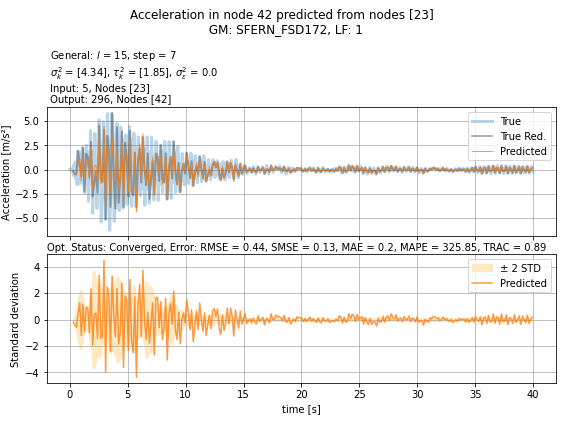 Acceleration in node 42 predicted from nodes [23]
GM: SFERN_FSD172, LF: 1
General: l = 15, step = 7
σ²ₖ = [4.34], τ²ₖ = [1.85], σ²ε = 0.0
Input: 5, Nodes [23]
Output: 296, Nodes [42]
Acceleration [m/s²]
5.0
2.5
0.0
−2.5
−5.0
True
True Red.
Predicted
Opt. Status: Converged, Error: RMSE = 0.44, SMSE = 0.13, MAE = 0.2, MAPE = 325.85, TRAC = 0.89
Standard deviation
4
2
0
−2
−4
± 2 STD
Predicted
0 5 10 15 20 25 30 35 40
time [s]